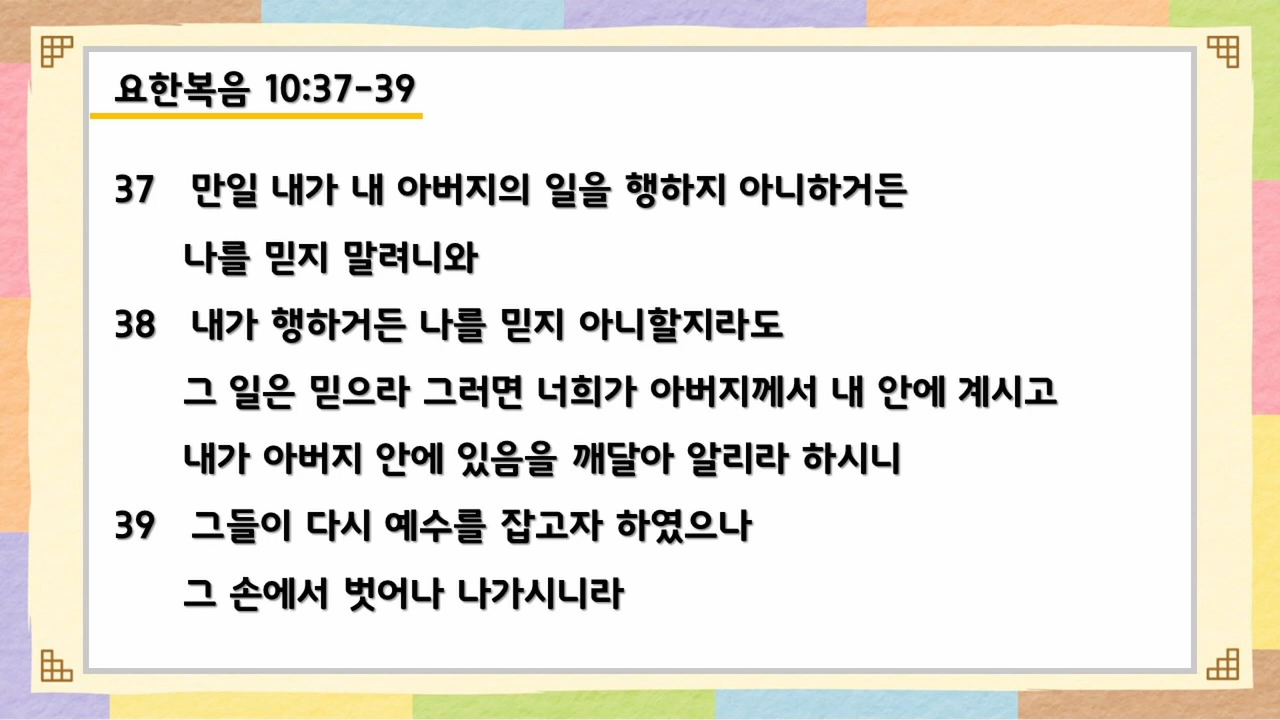 요한복음 10:37-39
37 만일 내가 내 아버지의 일을 행하지 아니하거든
나를 믿지 말려니와
38 내가 행하거든 나를 믿지 아니할지라도
그 일은 믿으라 그러면 너희가 아버지께서 내 안에 계시고
내가 아버지 안에 있음을 깨달아 알리라 하시니
39 그들이 다시 예수를 잡고자 하였으나
그 손에서 벗어나 나가시니라